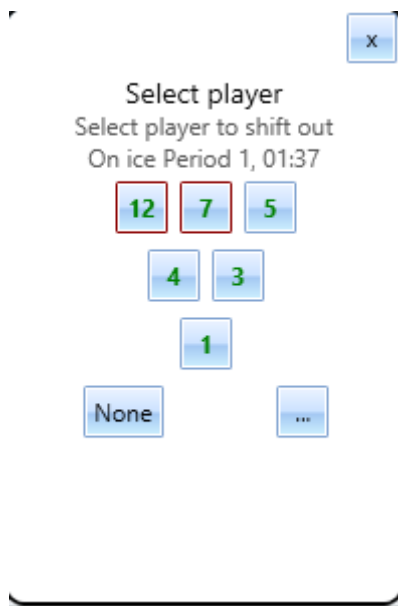 x
Select player
Select player to shift out
On ice Period 1, 01:37
12 7 5
4 3
1
None ...